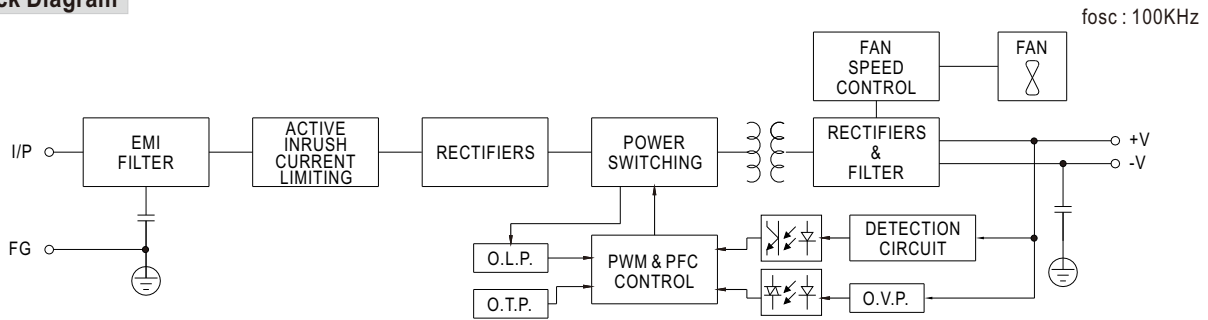 ck Diagram
fosc : 100KHz
FAN
SPEED
CONTROL
FAN
I/P
EMI
FILTER
ACTIVE
INRUSH
CURRENT
LIMITING
RECTIFIERS
POWER
SWITCHING
RECTIFIERS
&
FILTER
+V
-V
FG
O.L.P.
O.T.P.
PWM & PFC
CONTROL
DETECTION
CIRCUIT
O.V.P.